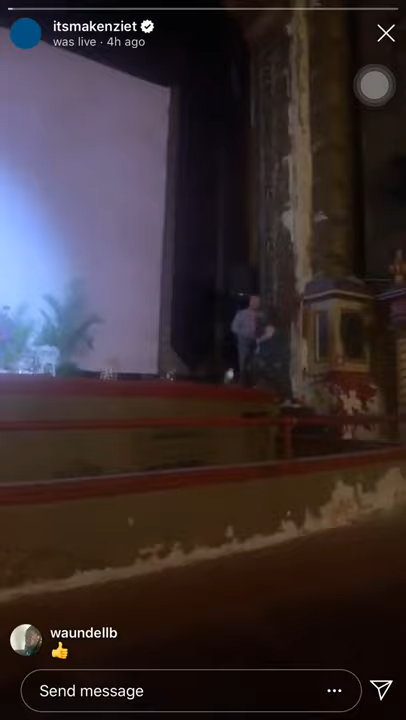 itsmakenziet
was live · 4h ago
waundellb
👍
Send message